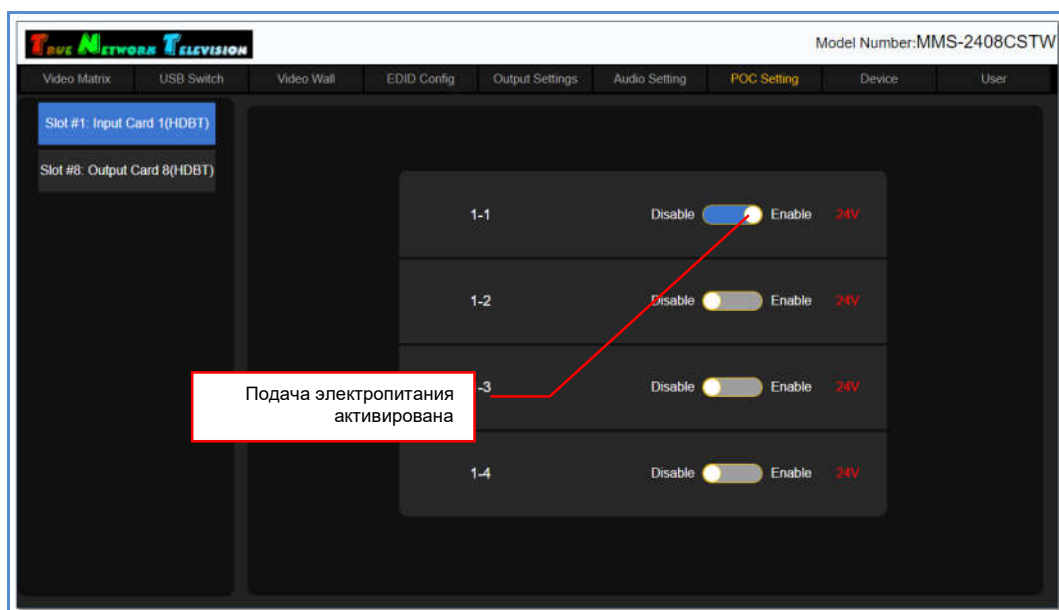 TRUE NETWORK TELEVISION
Model Number:MMS-2408CSTW
Video Matrix USB Switch Video Wall EDID Config Output Settings Audio Setting POC Setting Device User
Slot #1: Input Card 1(HDBT)
Slot #8: Output Card 8(HDBT)
1-1 Disable Enable 24V
1-2 Disable Enable 24V
-3 Disable Enable 24V
Подача электропитания
активирована
1-4 Disable Enable 24V